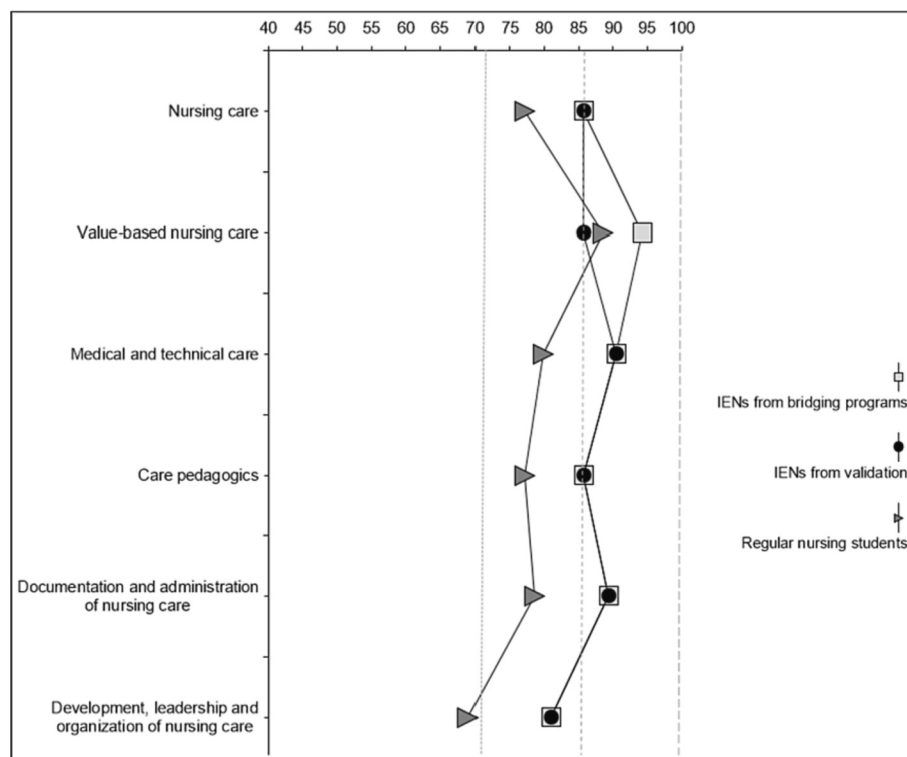 40 45 50 55 60 65 70 75 80 85 90 95 100
Nursing care
Value-based nursing care
Medical and technical care
IENs from bridging programs
IENs from validation
Care pedagogics
Regular nursing students
Documentation and administration
of nursing care
Development, leadership and
organization of nursing care